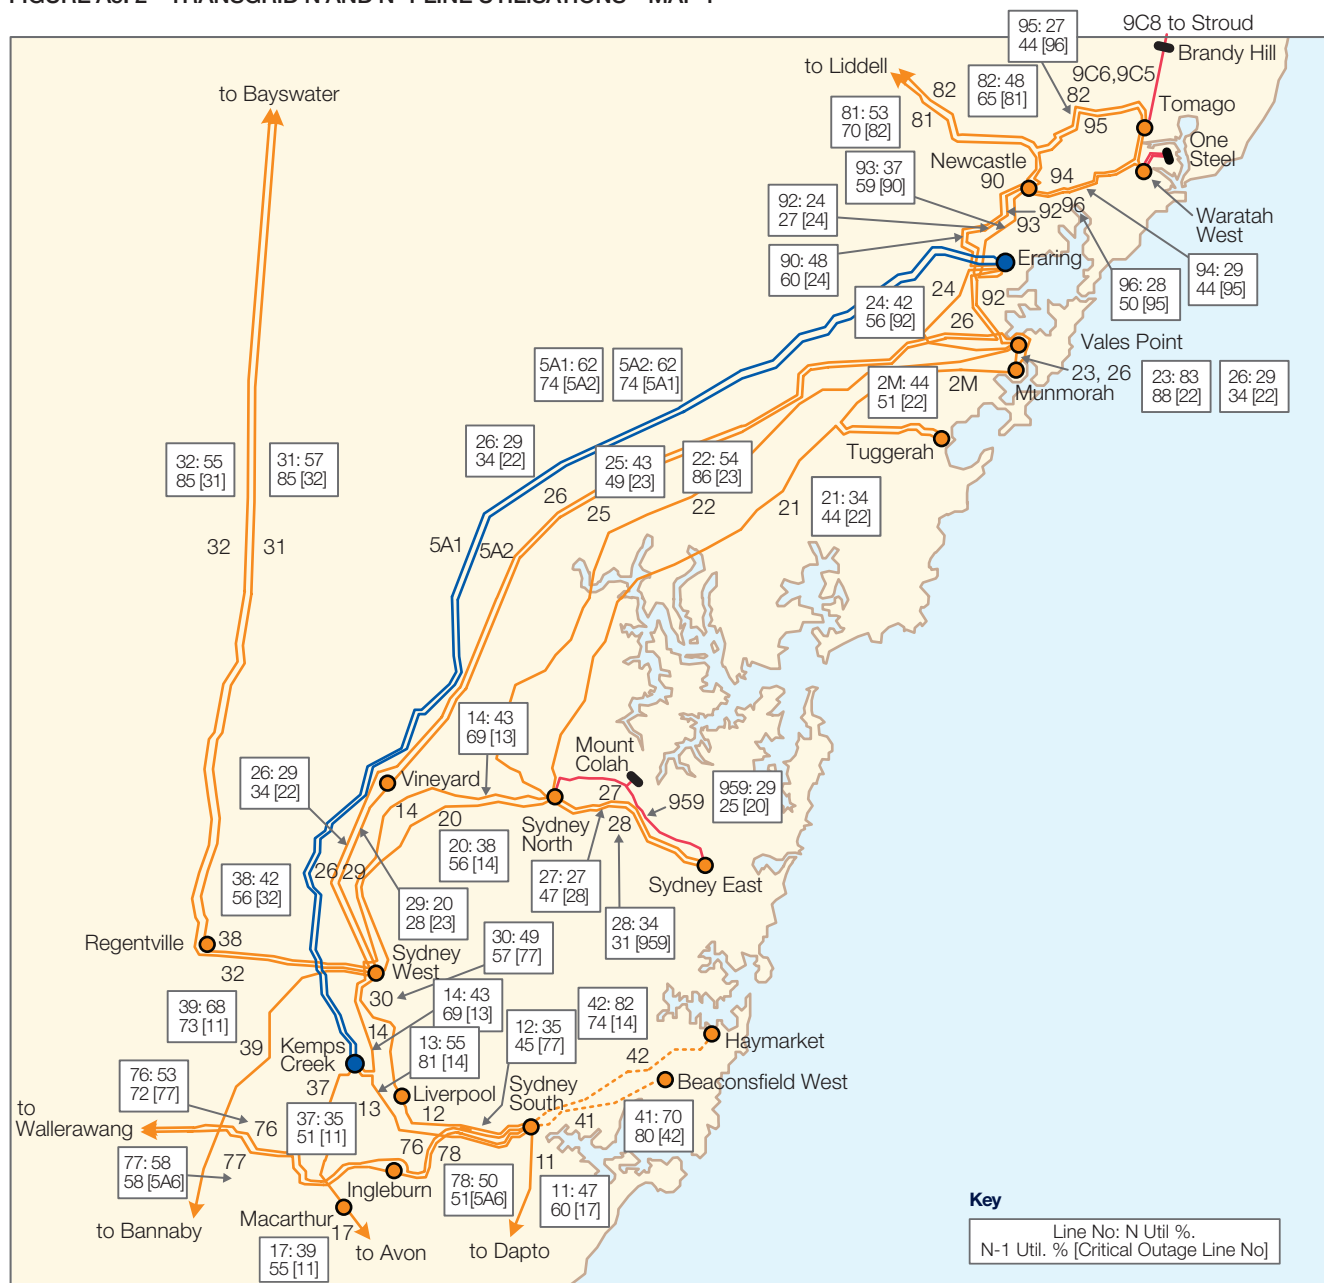 9C8 to Stroud
95: 27
44 [96]
Brandy Hill
to Liddell
82: 48
65 [81]
9C6,9C5
82
82
to Bayswater
81: 53
70 [82]
81
95
Tomago
One
Steel
Newcastle
93: 37
59 [90]
90
94
92: 24
27 [24]
92
96
93
Waratah
West
90: 48
60 [24]
Eraring
96: 28
50 [95]
94: 29
44 [95]
24
92
24: 42
56 [92]
26
Vales Point
5A1: 62
74 [5A2]
5A2: 62
74 [5A1]
23, 26
2M: 44
51 [22]
2M
Munmorah
23: 83
88 [22]
26: 29
34 [22]
32: 55
85 [31]
31: 57
85 [32]
26: 29
34 [22]
25: 43
49 [23]
22: 54
86 [23]
Tuggerah
26
25
22
21
21: 34
44 [22]
32
31
5A1
5A2
14: 43
69 [13]
Mount
Colah
26: 29
34 [22]
Vineyard
27
959
959: 29
25 [20]
14
20
Sydney
North
28
20: 38
56 [14]
38: 42
56 [32]
26
29
27: 27
47 [28]
Sydney East
29: 20
28 [23]
28: 34
31 [959]
Regentville
38
30: 49
57 [77]
32
Sydney
West
30
14: 43
69 [13]
39: 68
73 [11]
12: 35
45 [77]
42: 82
74 [14]
14
13: 55
81 [14]
39
Kemps
Creek
42
Haymarket
76: 53
72 [77]
37
Liverpool
Sydney
South
Beaconsfield West
to
Wallerawang
13
12
76
37: 35
51 [11]
76
41
41: 70
80 [42]
77: 58
58 [5A6]
77
78
11
Ingleburn
78: 50
51[5A6]
11: 47
60 [17]
to Bannaby
Macarthur
17
to Avon
to Dapto
17: 39
55 [11]
Key
Line No: N Util %.
N-1 Util. % [Critical Outage Line No]